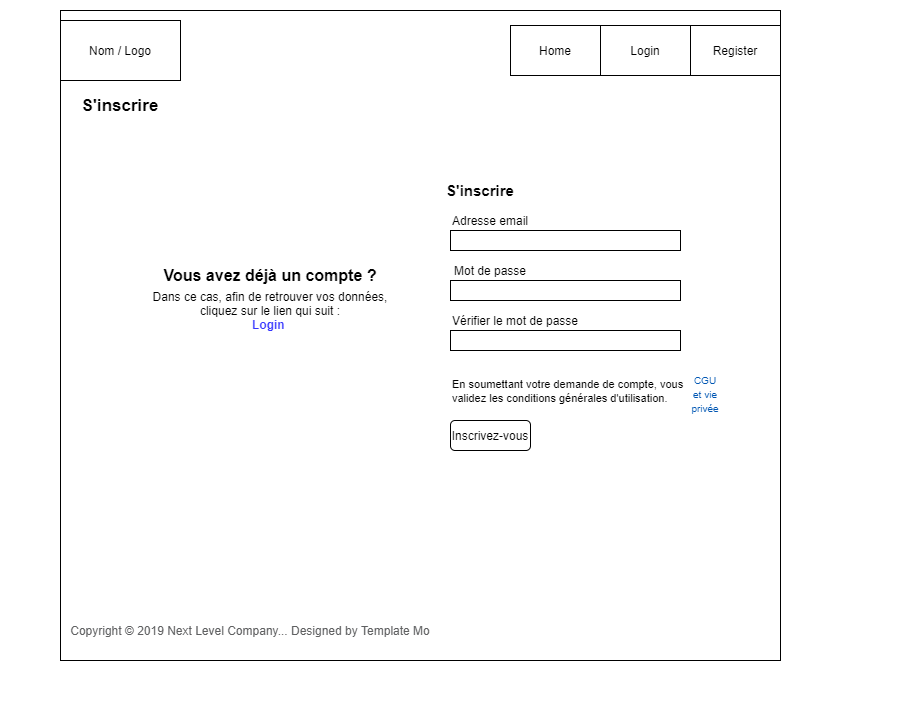 Nom / Logo
Home
Login
Register
S'inscrire
S'inscrire
Adresse email
Mot de passe
Vérifier le mot de passe
Vous avez déjà un compte ?
Dans ce cas, afin de retrouver vos données,
cliquez sur le lien qui suit :
Login
En soumettant votre demande de compte, vous
validez les conditions générales d'utilisation.
CGU
et vie
privée
Inscrivez-vous
Copyright © 2019 Next Level Company... Designed by Template Mo